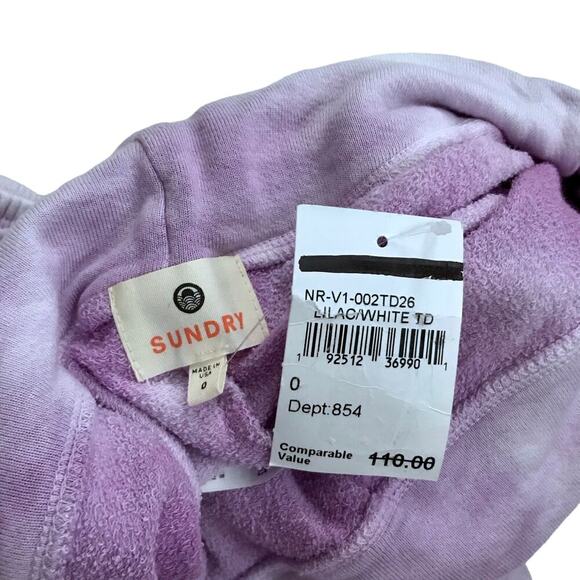 SUNDRY
MADE IN
USA
0
NR-V1-002TD26
LILAC/WHITE TD
1 92512 36990 1
0
Dept:854
Comparable
Value 110.00